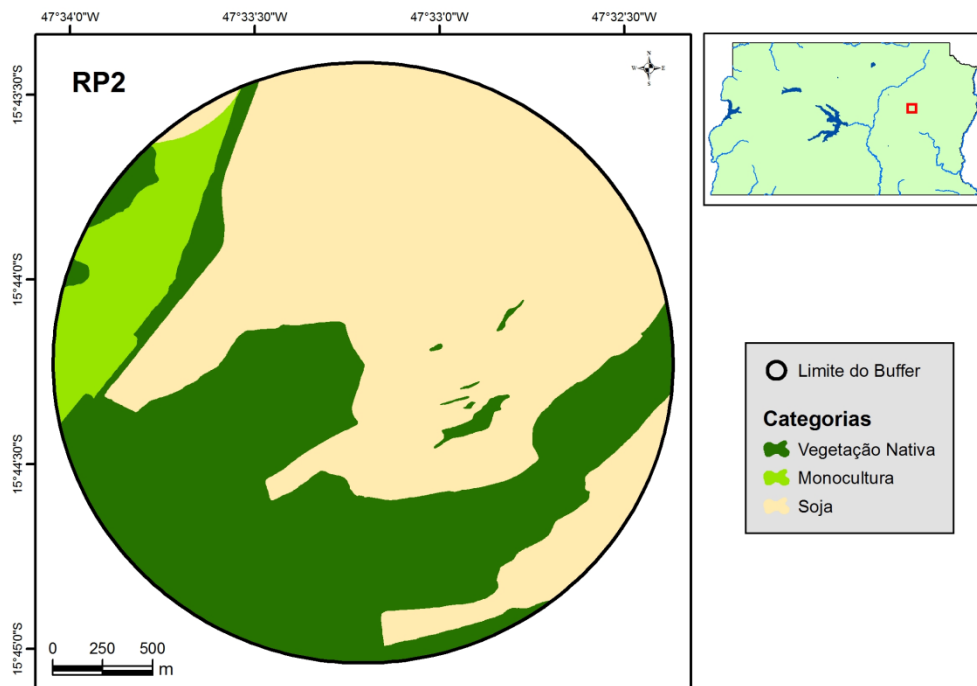 47°34'0"W 47°33'30"W 47°33'0"W 47°32'30"W
RP2
N
W E
S
15°43'30"S
15°44'0"S
15°44'30"S
15°45'0"S
0 250 500
m
Limite do Buffer
Categorias
Vegetação Nativa
Monocultura
Soja